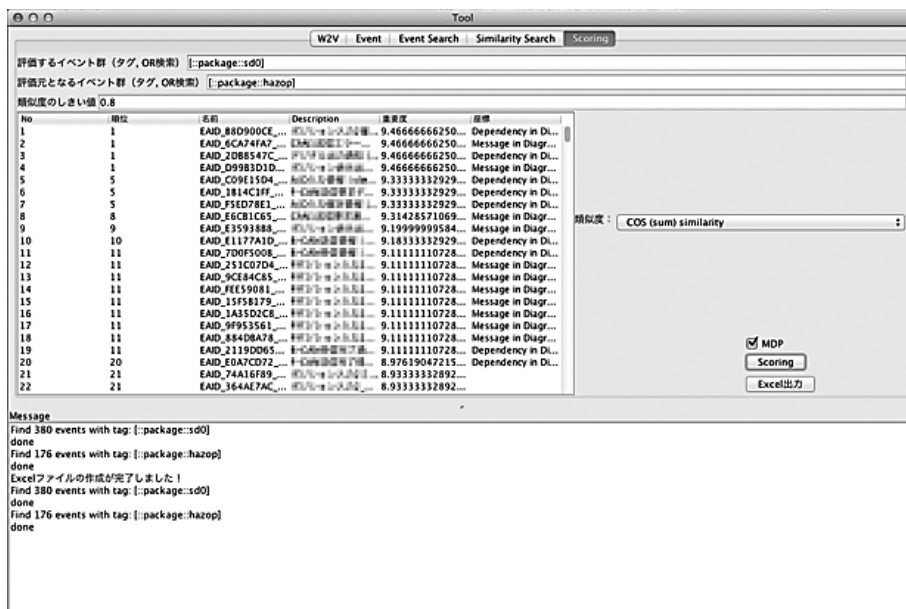 Tool
W2V Event Event Search Similarity Search Scoring
評価するイベント群（タグ, OR検索） [::package::sd0]
評価元となるイベント群（タグ, OR検索） [::package::hazop]
類似度のしきい値 0.8
No 順位 名前 Description 重要度 座標
1 1 EAID_B8D900CE_... 9.46666666250... Dependency in Di...
2 1 EAID_6CA74FA7_... 9.46666666250... Message in Diagr...
3 1 EAID_2DB8547C_... 9.46666666250... Dependency in Di...
4 1 EAID_D99B3D1D... 9.46666666250... Message in Diagr...
5 5 EAID_C09E15D4_... 9.33333332929... Dependency in Di...
6 5 EAID_1814C1FF_... 9.33333332929... Message in Diagr...
7 5 EAID_F5ED78E1_... 9.33333332929... Dependency in Di...
8 8 EAID_E6CB1C65_... 9.31428571069... Message in Diagr...
9 9 EAID_E3593888_... 9.19999999584... Message in Diagr...
10 10 EAID_E1177A1D_... 9.18333332929... Dependency in Di...
11 11 EAID_7D0F500B_... 9.11111110728... Dependency in Di...
12 11 EAID_251C07D4_... 9.11111110728... Message in Diagr...
13 11 EAID_9CE84C85_... 9.11111110728... Message in Diagr...
14 11 EAID_FEE59081_... 9.11111110728... Message in Diagr...
15 11 EAID_15F5B179_... 9.11111110728... Message in Diagr...
16 11 EAID_1A35D2C8_... 9.11111110728... Message in Diagr...
17 11 EAID_9F953561_... 9.11111110728... Message in Diagr...
18 11 EAID_884DBA78_... 9.11111110728... Message in Diagr...
19 11 EAID_2119DD65... 9.11111110728... Dependency in Di...
20 20 EAID_E0A7CD72_... 8.97619047215... Dependency in Di...
21 21 EAID_74A16F89_... 8.93333332892...
22 21 EAID_364AE7AC_... 8.93333332892...
類似度： COS (sum) similarity
MDP
Scoring
Excel出力
Message
Find 380 events with tag: [::package::sd0]
done
Find 176 events with tag: [::package::hazop]
done
Excelファイルの作成が完了しました！
Find 380 events with tag: [::package::sd0]
done
Find 176 events with tag: [::package::hazop]
done